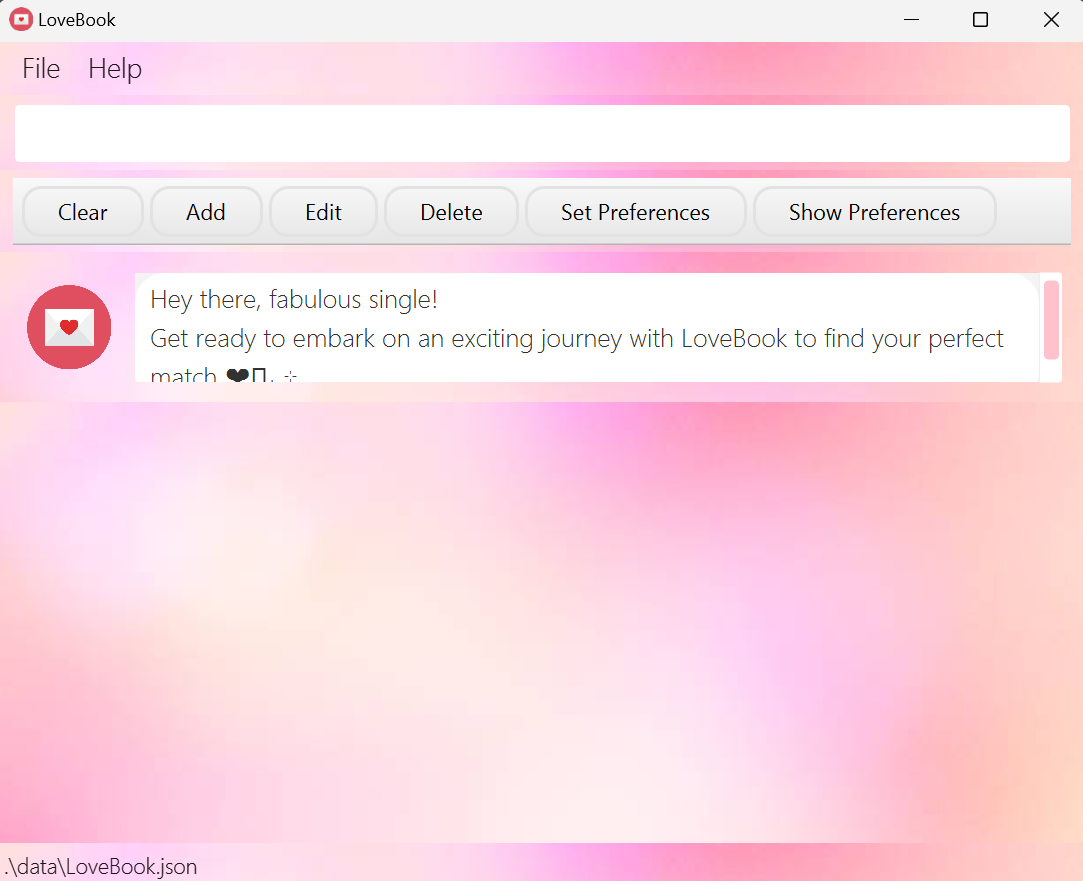 LoveBook
File Help
Clear Add Edit Delete Set Preferences Show Preferences
Hey there, fabulous single!
Get ready to embark on an exciting journey with LoveBook to find your perfect
match
.\data\LoveBook.json